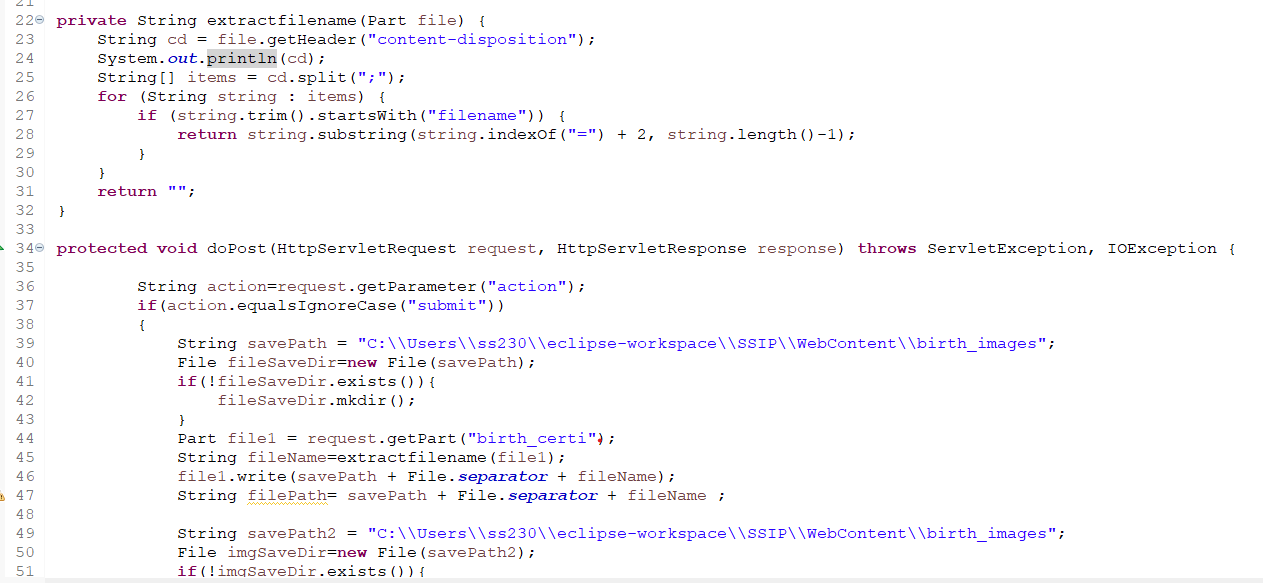 21
22 private String extractfilename(Part file) {
23 String cd = file.getHeader("content-disposition");
24 System.out.println(cd);
25 String[] items = cd.split(";");
26 for (String string : items) {
27 if (string.trim().startsWith("filename")) {
28 return string.substring(string.indexOf("=") + 2, string.length()-1);
29 }
30 }
31 return "";
32 }
33
34 protected void doPost(HttpServletRequest request, HttpServletResponse response) throws ServletException, IOException {
35
36 String action=request.getParameter("action");
37 if(action.equalsIgnoreCase("submit"))
38 {
39 String savePath = "C:\\Users\\ss230\\eclipse-workspace\\SSIP\\WebContent\\birth_images";
40 File fileSaveDir=new File(savePath);
41 if(!fileSaveDir.exists()){
42 fileSaveDir.mkdir();
43 }
44 Part file1 = request.getPart("birth_certi");
45 String fileName=extractfilename(file1);
46 file1.write(savePath + File.separator + fileName);
47 String filePath= savePath + File.separator + fileName ;
48
49 String savePath2 = "C:\\Users\\ss230\\eclipse-workspace\\SSIP\\WebContent\\birth_images";
50 File imgSaveDir=new File(savePath2);
51 if(!imgSaveDir.exists()){